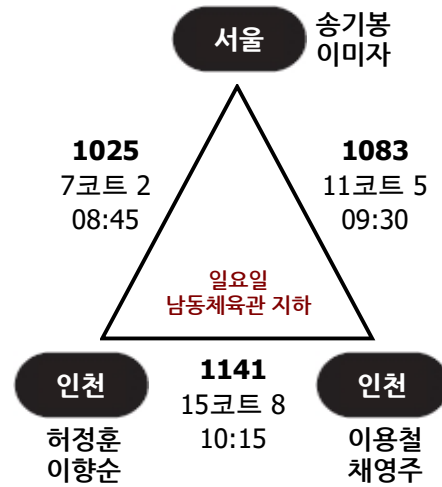 서울
송기봉
이미자
1025
7코트 2
08:45
1083
11코트 5
09:30
일요일
남동체육관 지하
인천
허정훈
이향순
1141
15코트 8
10:15
인천
이용철
채영주